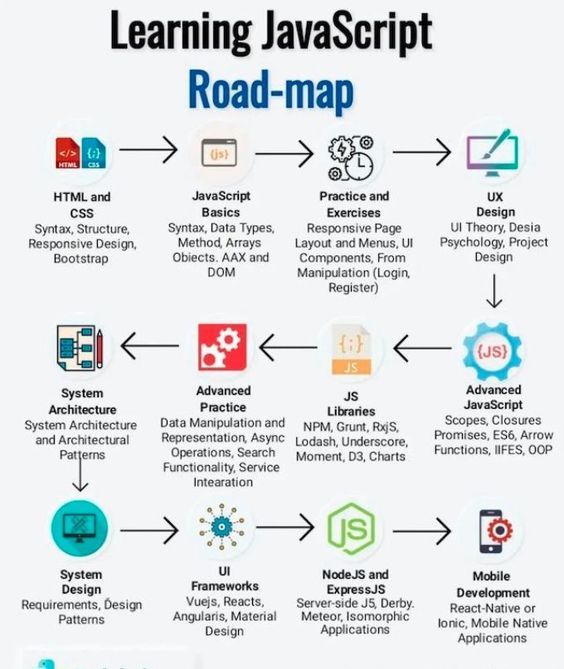 Learning JavaScript
Road-map
</>
HTML
{;}
CSS
HTML and
CSS
Syntax, Structure,
Responsive Design,
Bootstrap
{js}
JavaScript
Basics
Syntax, Data Types,
Method, Arrays
Obiects. AAX and
DOM
Practice and
Exercises
Responsive Page
Layout and Menus, UI
Components, From
Manipulation (Login,
Register)
UX
Design
UI Theory, Desia
Psychology, Project
Design
{JS}
Advanced
JavaScript
Scopes, Closures
Promises, ES6, Arrow
Functions, IIFES, OOP
{;}
JS
JS
Libraries
NPM, Grunt, RxjS,
Lodash, Underscore,
Moment, D3, Charts
Advanced
Practice
Data Manipulation and
Representation, Async
Operations, Search
Functionality, Service
Intearation
System
Architecture
System Architecture
and Architectural
Patterns
System
Design
Requirements, Design
Patterns
UI
Frameworks
Vuejs, Reacts,
Angularis, Material
Design
JS
NodeJS and
ExpressJS
Server-side J5, Derby.
Meteor, Isomorphic
Applications
Mobile
Development
React-Native or
Ionic, Mobile Native
Applications